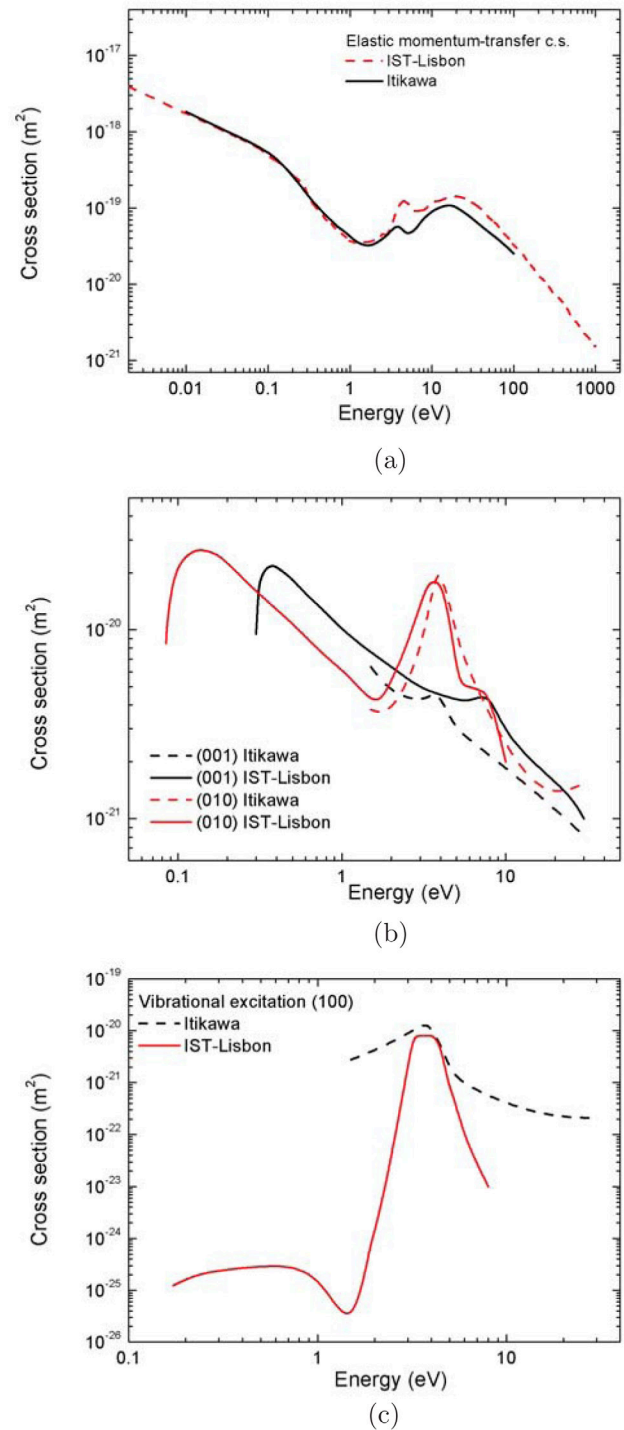 Elastic momentum-transfer c.s.
IST-Lisbon
Itikawa
10⁻¹⁷
10⁻¹⁸
10⁻¹⁹
10⁻²⁰
10⁻²¹
Cross section (m²)
0.01 0.1 1 10 100 1000
Energy (eV)
(a)
10⁻²⁰
10⁻²¹
Cross section (m²)
(001) Itikawa
(001) IST-Lisbon
(010) Itikawa
(010) IST-Lisbon
0.1 1 10
Energy (eV)
(b)
Vibrational excitation (100)
Itikawa
IST-Lisbon
10⁻¹⁹
10⁻²⁰
10⁻²¹
10⁻²²
10⁻²³
10⁻²⁴
10⁻²⁵
10⁻²⁶
Cross section (m²)
0.1 1 10
Energy (eV)
(c)